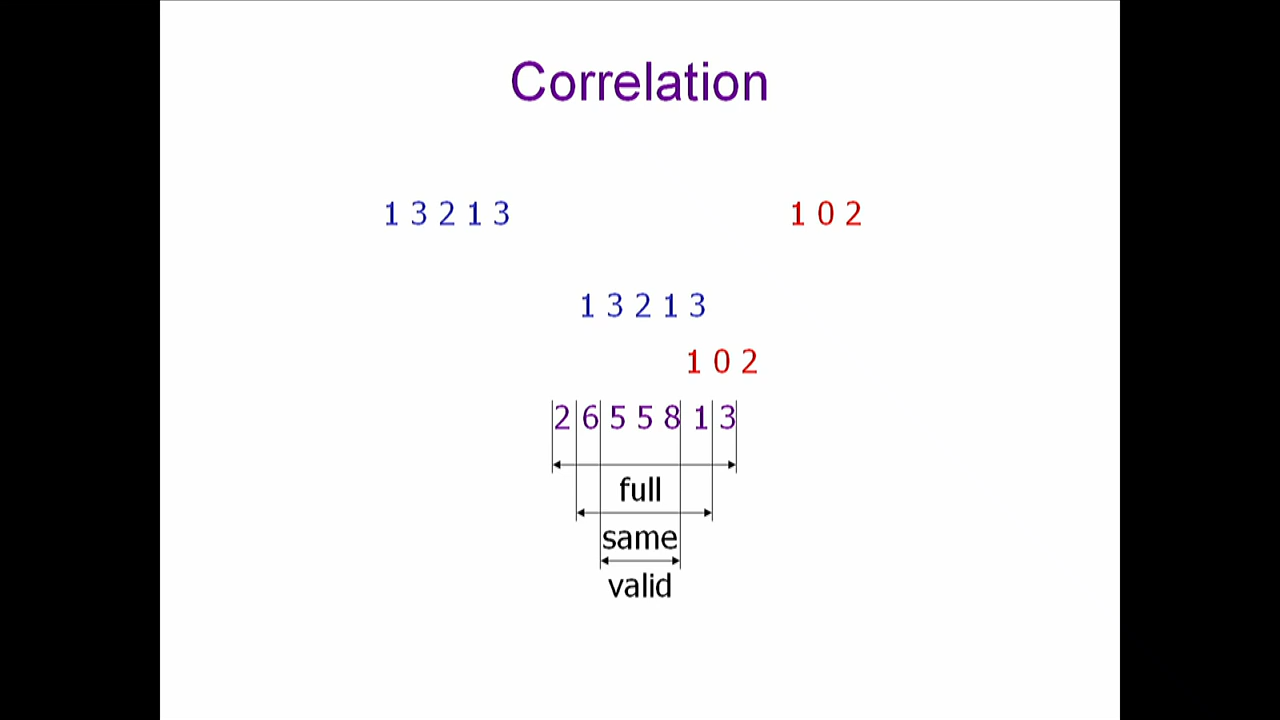 Correlation
1 3 2 1 3 1 0 2
1 3 2 1 3
1 0 2
2 6 5 5 8 1 3
full
same
valid